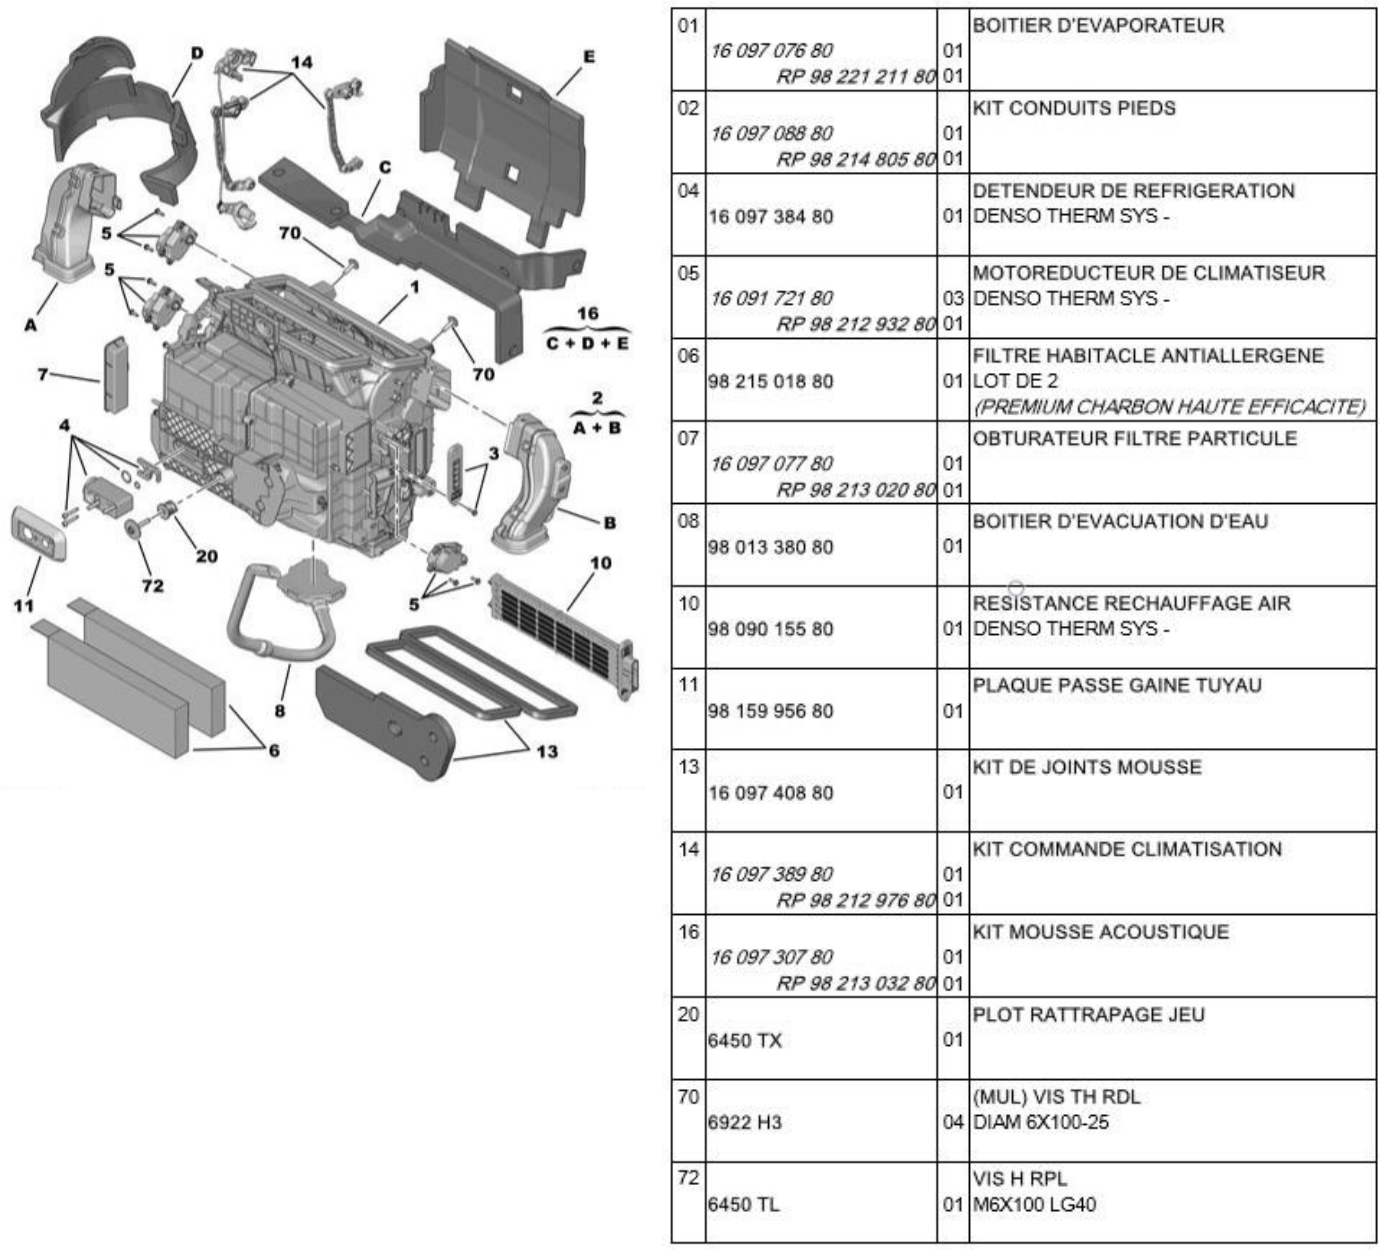 D
14
E
C
5
70
5
1
A
16
C + D + E
7
70
2
A + B
4
3
B
20
72
10
11
5
8
6
13
01 BOITIER D'EVAPORATEUR
16 097 076 80 01
RP 98 221 211 80 01
02 KIT CONDUITS PIEDS
16 097 088 80 01
RP 98 214 805 80 01
04 DETENDEUR DE REFRIGERATION
16 097 384 80 01 DENSO THERM SYS -
05 MOTOREDUCTEUR DE CLIMATISEUR
16 091 721 80 03 DENSO THERM SYS -
RP 98 212 932 80 01
06 FILTRE HABITACLE ANTIALLERGENE
98 215 018 80 01 LOT DE 2
(PREMIUM CHARBON HAUTE EFFICACITE)
07 OBTURATEUR FILTRE PARTICULE
16 097 077 80 01
RP 98 213 020 80 01
08 BOITIER D'EVACUATION D'EAU
98 013 380 80 01
10 RESISTANCE RECHAUFFAGE AIR
98 090 155 80 01 DENSO THERM SYS -
11 PLAQUE PASSE GAINE TUYAU
98 159 956 80 01
13 KIT DE JOINTS MOUSSE
16 097 408 80 01
14 KIT COMMANDE CLIMATISATION
16 097 389 80 01
RP 98 212 976 80 01
16 KIT MOUSSE ACOUSTIQUE
16 097 307 80 01
RP 98 213 032 80 01
20 PLOT RATTRAPAGE JEU
6450 TX 01
70 (MUL) VIS TH RDL
6922 H3 04 DIAM 6X100-25
72 VIS H RPL
6450 TL 01 M6X100 LG40